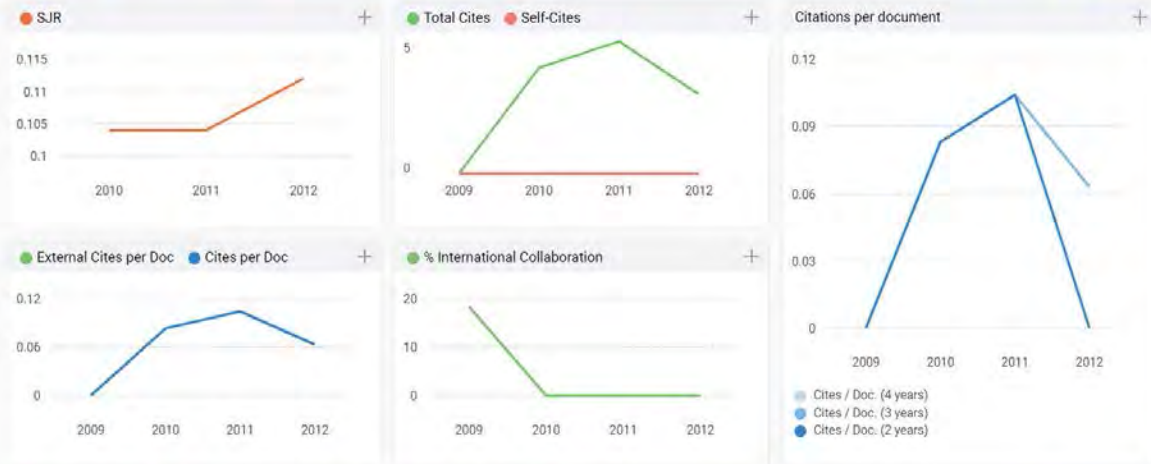 SJR +
0.115
0.11
0.105
0.1
2010 2011 2012
Total Cites Self-Cites +
5
0
2009 2010 2011 2012
Citations per document +
0.12
0.09
0.06
0.03
0
2009 2010 2011 2012
Cites / Doc. (4 years)
Cites / Doc. (3 years)
Cites / Doc. (2 years)
External Cites per Doc Cites per Doc +
0.12
0.06
0
2009 2010 2011 2012
% International Collaboration +
20
10
0
2009 2010 2011 2012